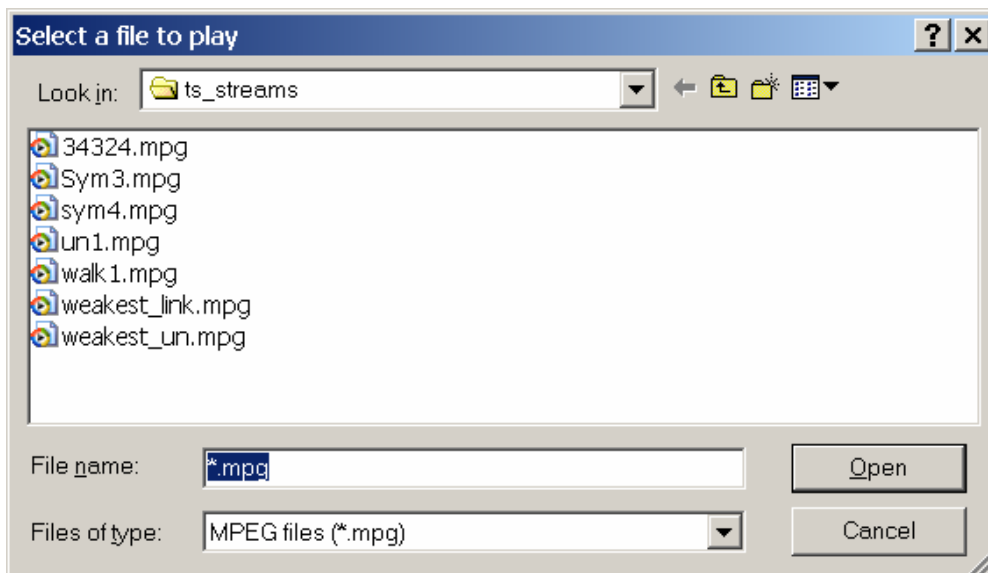 Select a file to play
Look in: ts_streams
34324.mpg
Sym3.mpg
sym4.mpg
un1.mpg
walk1.mpg
weakest_link.mpg
weakest_un.mpg
File name: *.mpg Open
Files of type: MPEG files (*.mpg) Cancel